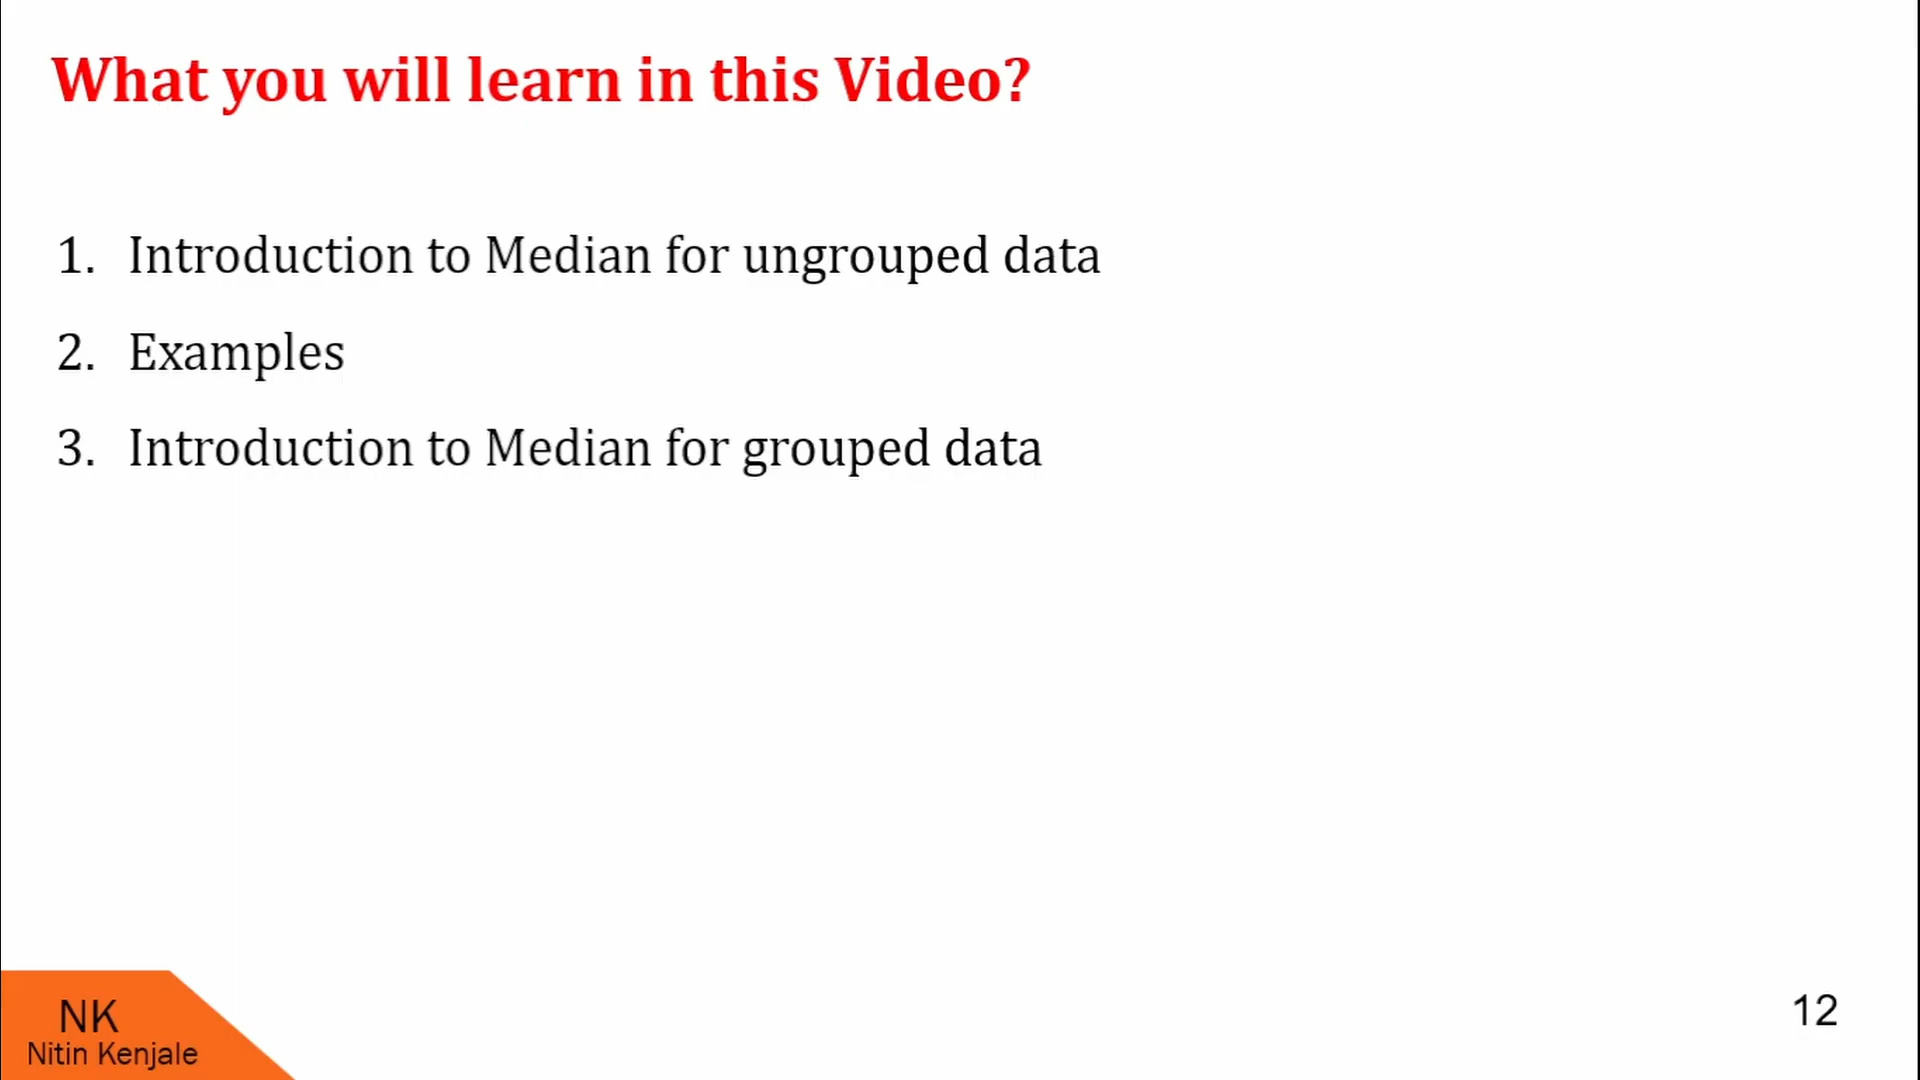 What you will learn in this Video?
1. Introduction to Median for ungrouped data
2. Examples
3. Introduction to Median for grouped data
NK
Nitin Kenjale
12